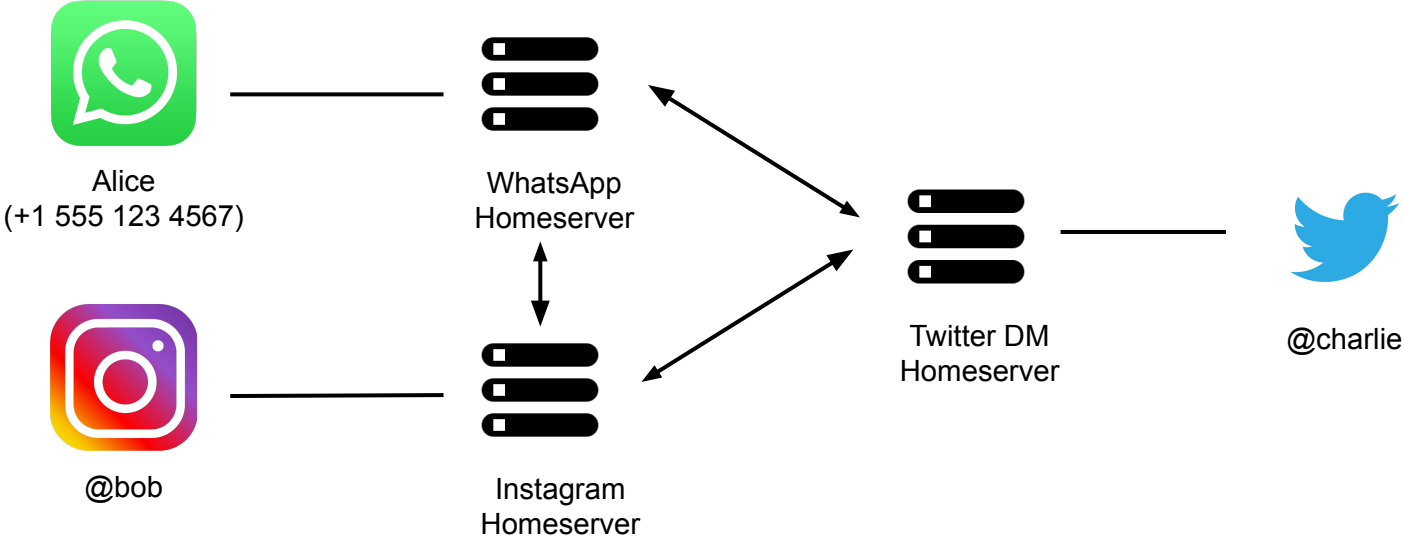 Alice
(+1 555 123 4567)
WhatsApp
Homeserver
Twitter DM
Homeserver
@charlie
@bob
Instagram
Homeserver